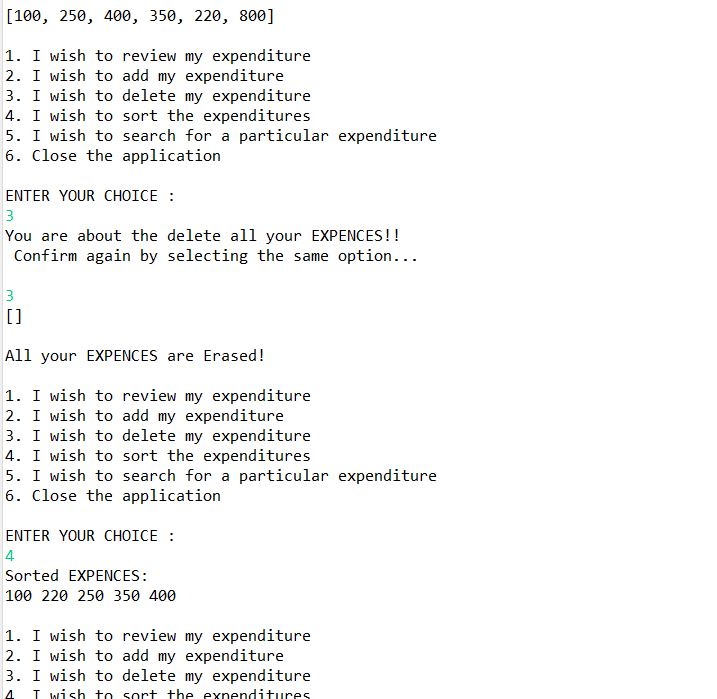 [100, 250, 400, 350, 220, 800]
1. I wish to review my expenditure
2. I wish to add my expenditure
3. I wish to delete my expenditure
4. I wish to sort the expenditures
5. I wish to search for a particular expenditure
6. Close the application
ENTER YOUR CHOICE :
3
You are about the delete all your EXPENCES!!
Confirm again by selecting the same option...
3
[]
All your EXPENCES are Erased!
1. I wish to review my expenditure
2. I wish to add my expenditure
3. I wish to delete my expenditure
4. I wish to sort the expenditures
5. I wish to search for a particular expenditure
6. Close the application
ENTER YOUR CHOICE :
4
Sorted EXPENCES:
100 220 250 350 400
1. I wish to review my expenditure
2. I wish to add my expenditure
3. I wish to delete my expenditure
4. I wish to sort the expenditures